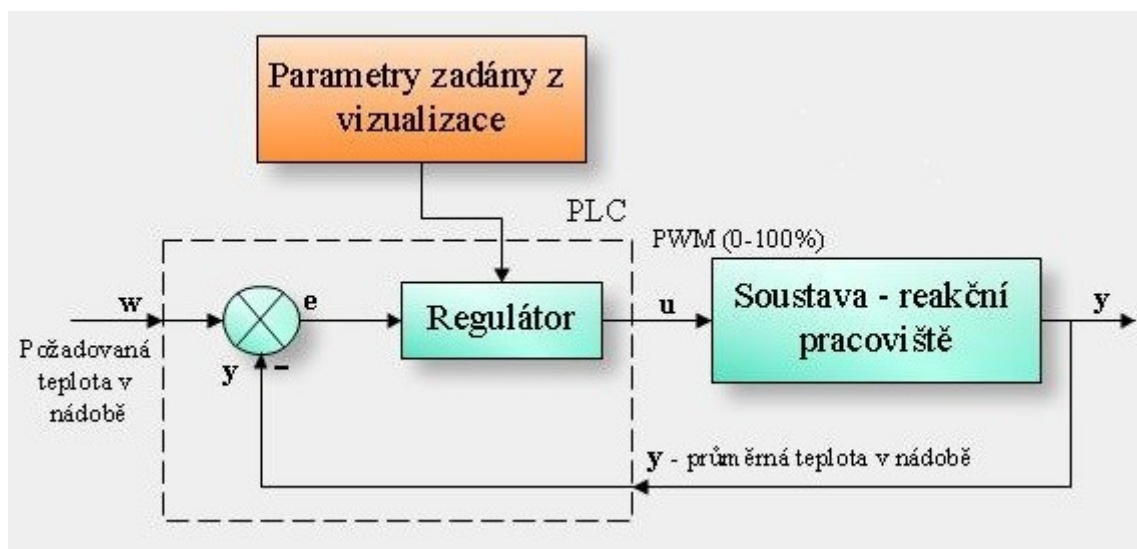 Parametry zadány z
vizualizace
PLC
PWM (0-100%)
w
e
Regulátor
u
Soustava - reakční
pracoviště
y
Požadovaná
teplota v
nádobě
y -
y - průměrná teplota v nádobě